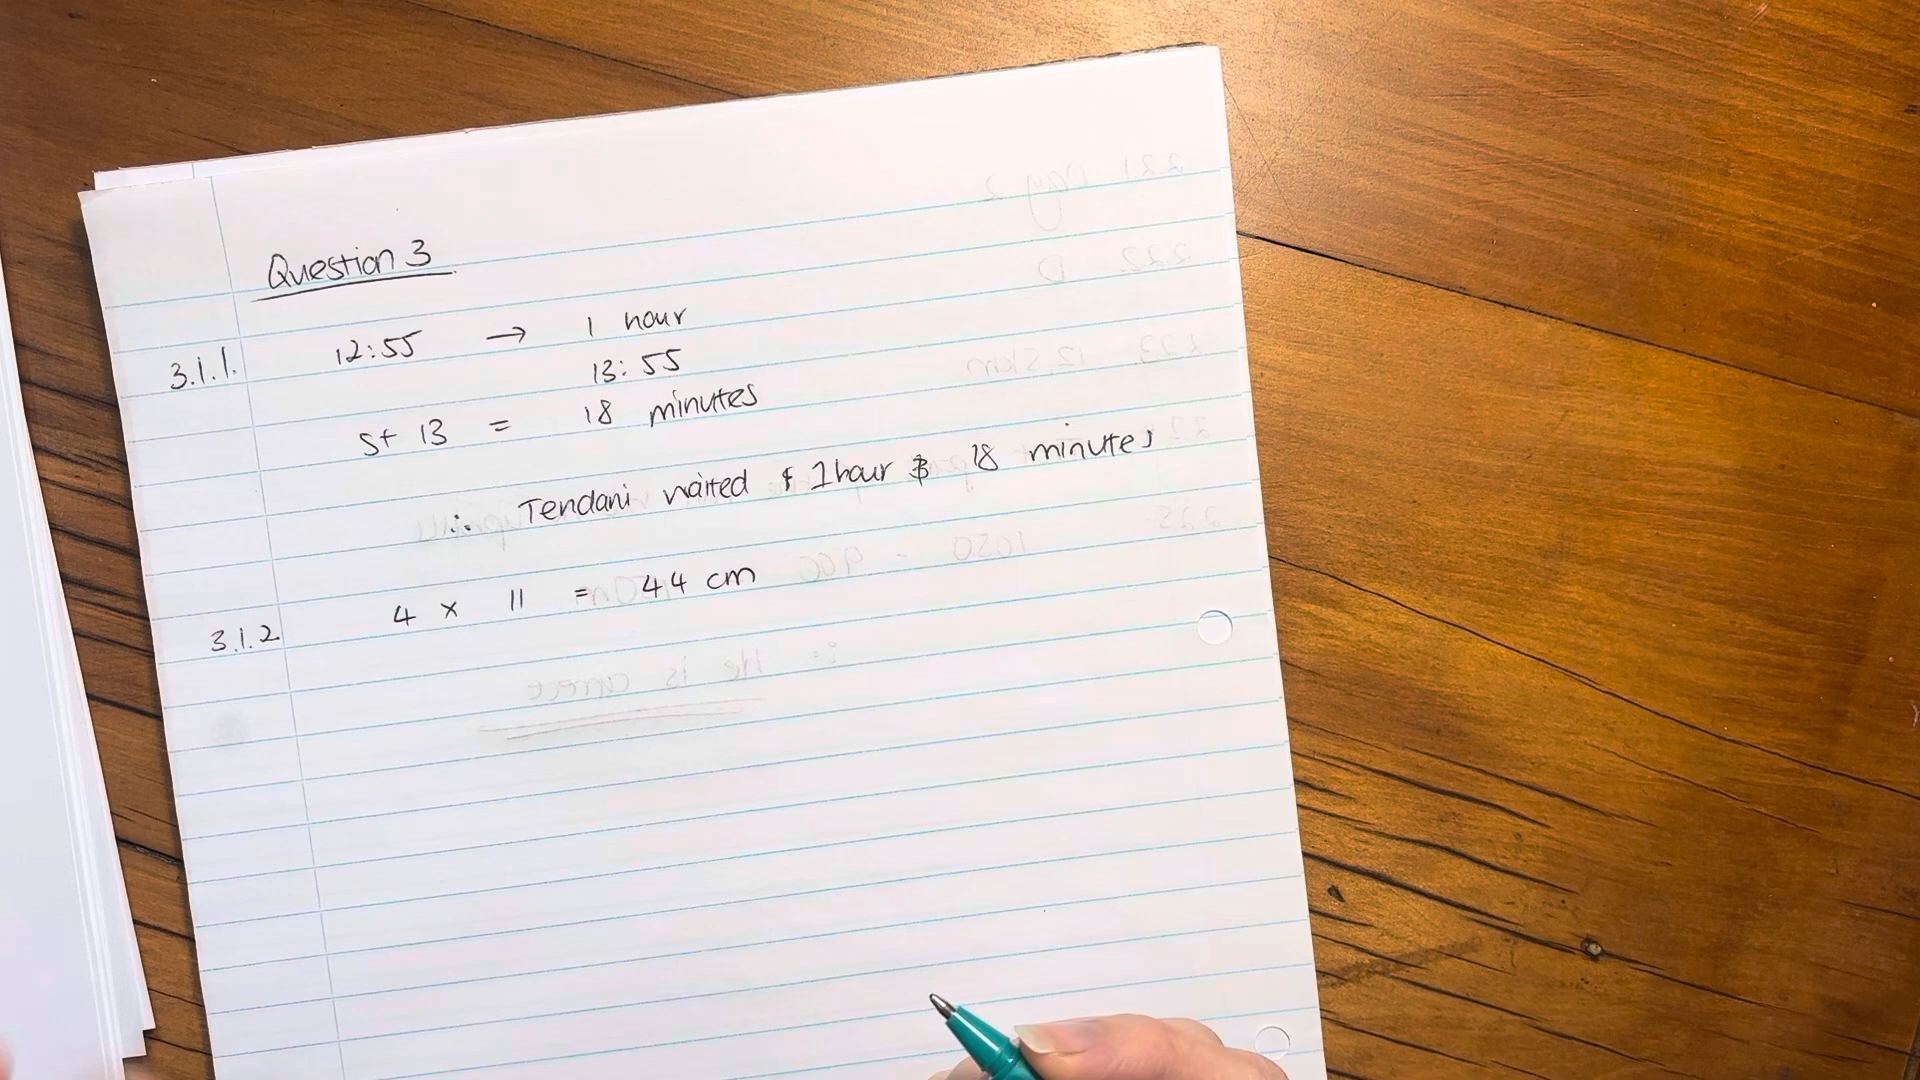 Question 3
3.1.1. 12:55 → 1 hour
13:55
5+ 13 = 18 minutes
∴ Tendani waited 1 hour & 18 minutes
3.1.2 4 x 11 = 44 cm